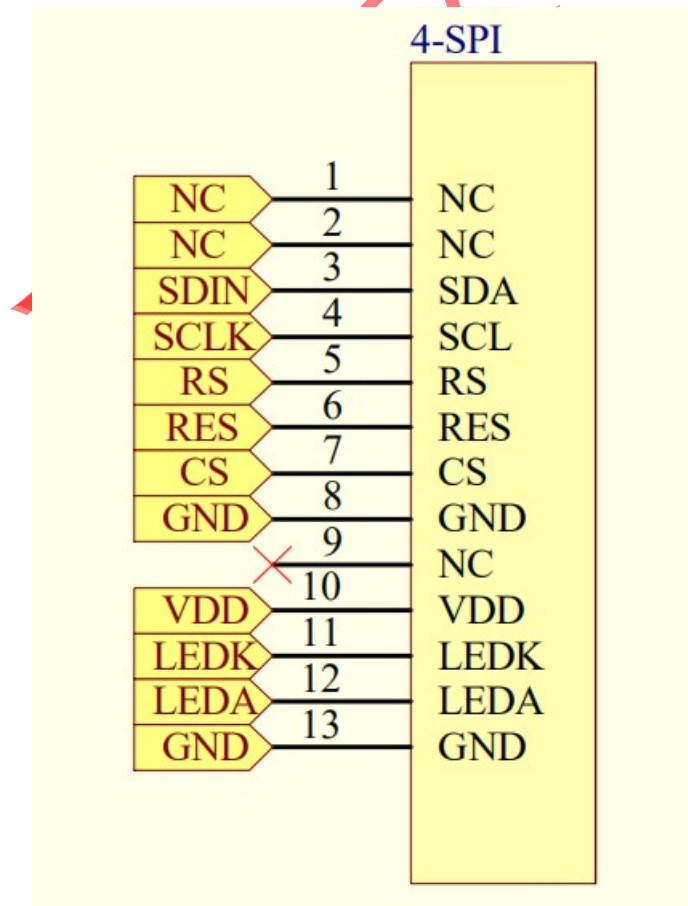 4-SPI
NC 1 NC
NC 2 NC
SDIN 3 SDA
SCLK 4 SCL
RS 5 RS
RES 6 RES
CS 7 CS
GND 8 GND
9 NC
VDD 10 VDD
LEDK 11 LEDK
LEDA 12 LEDA
GND 13 GND